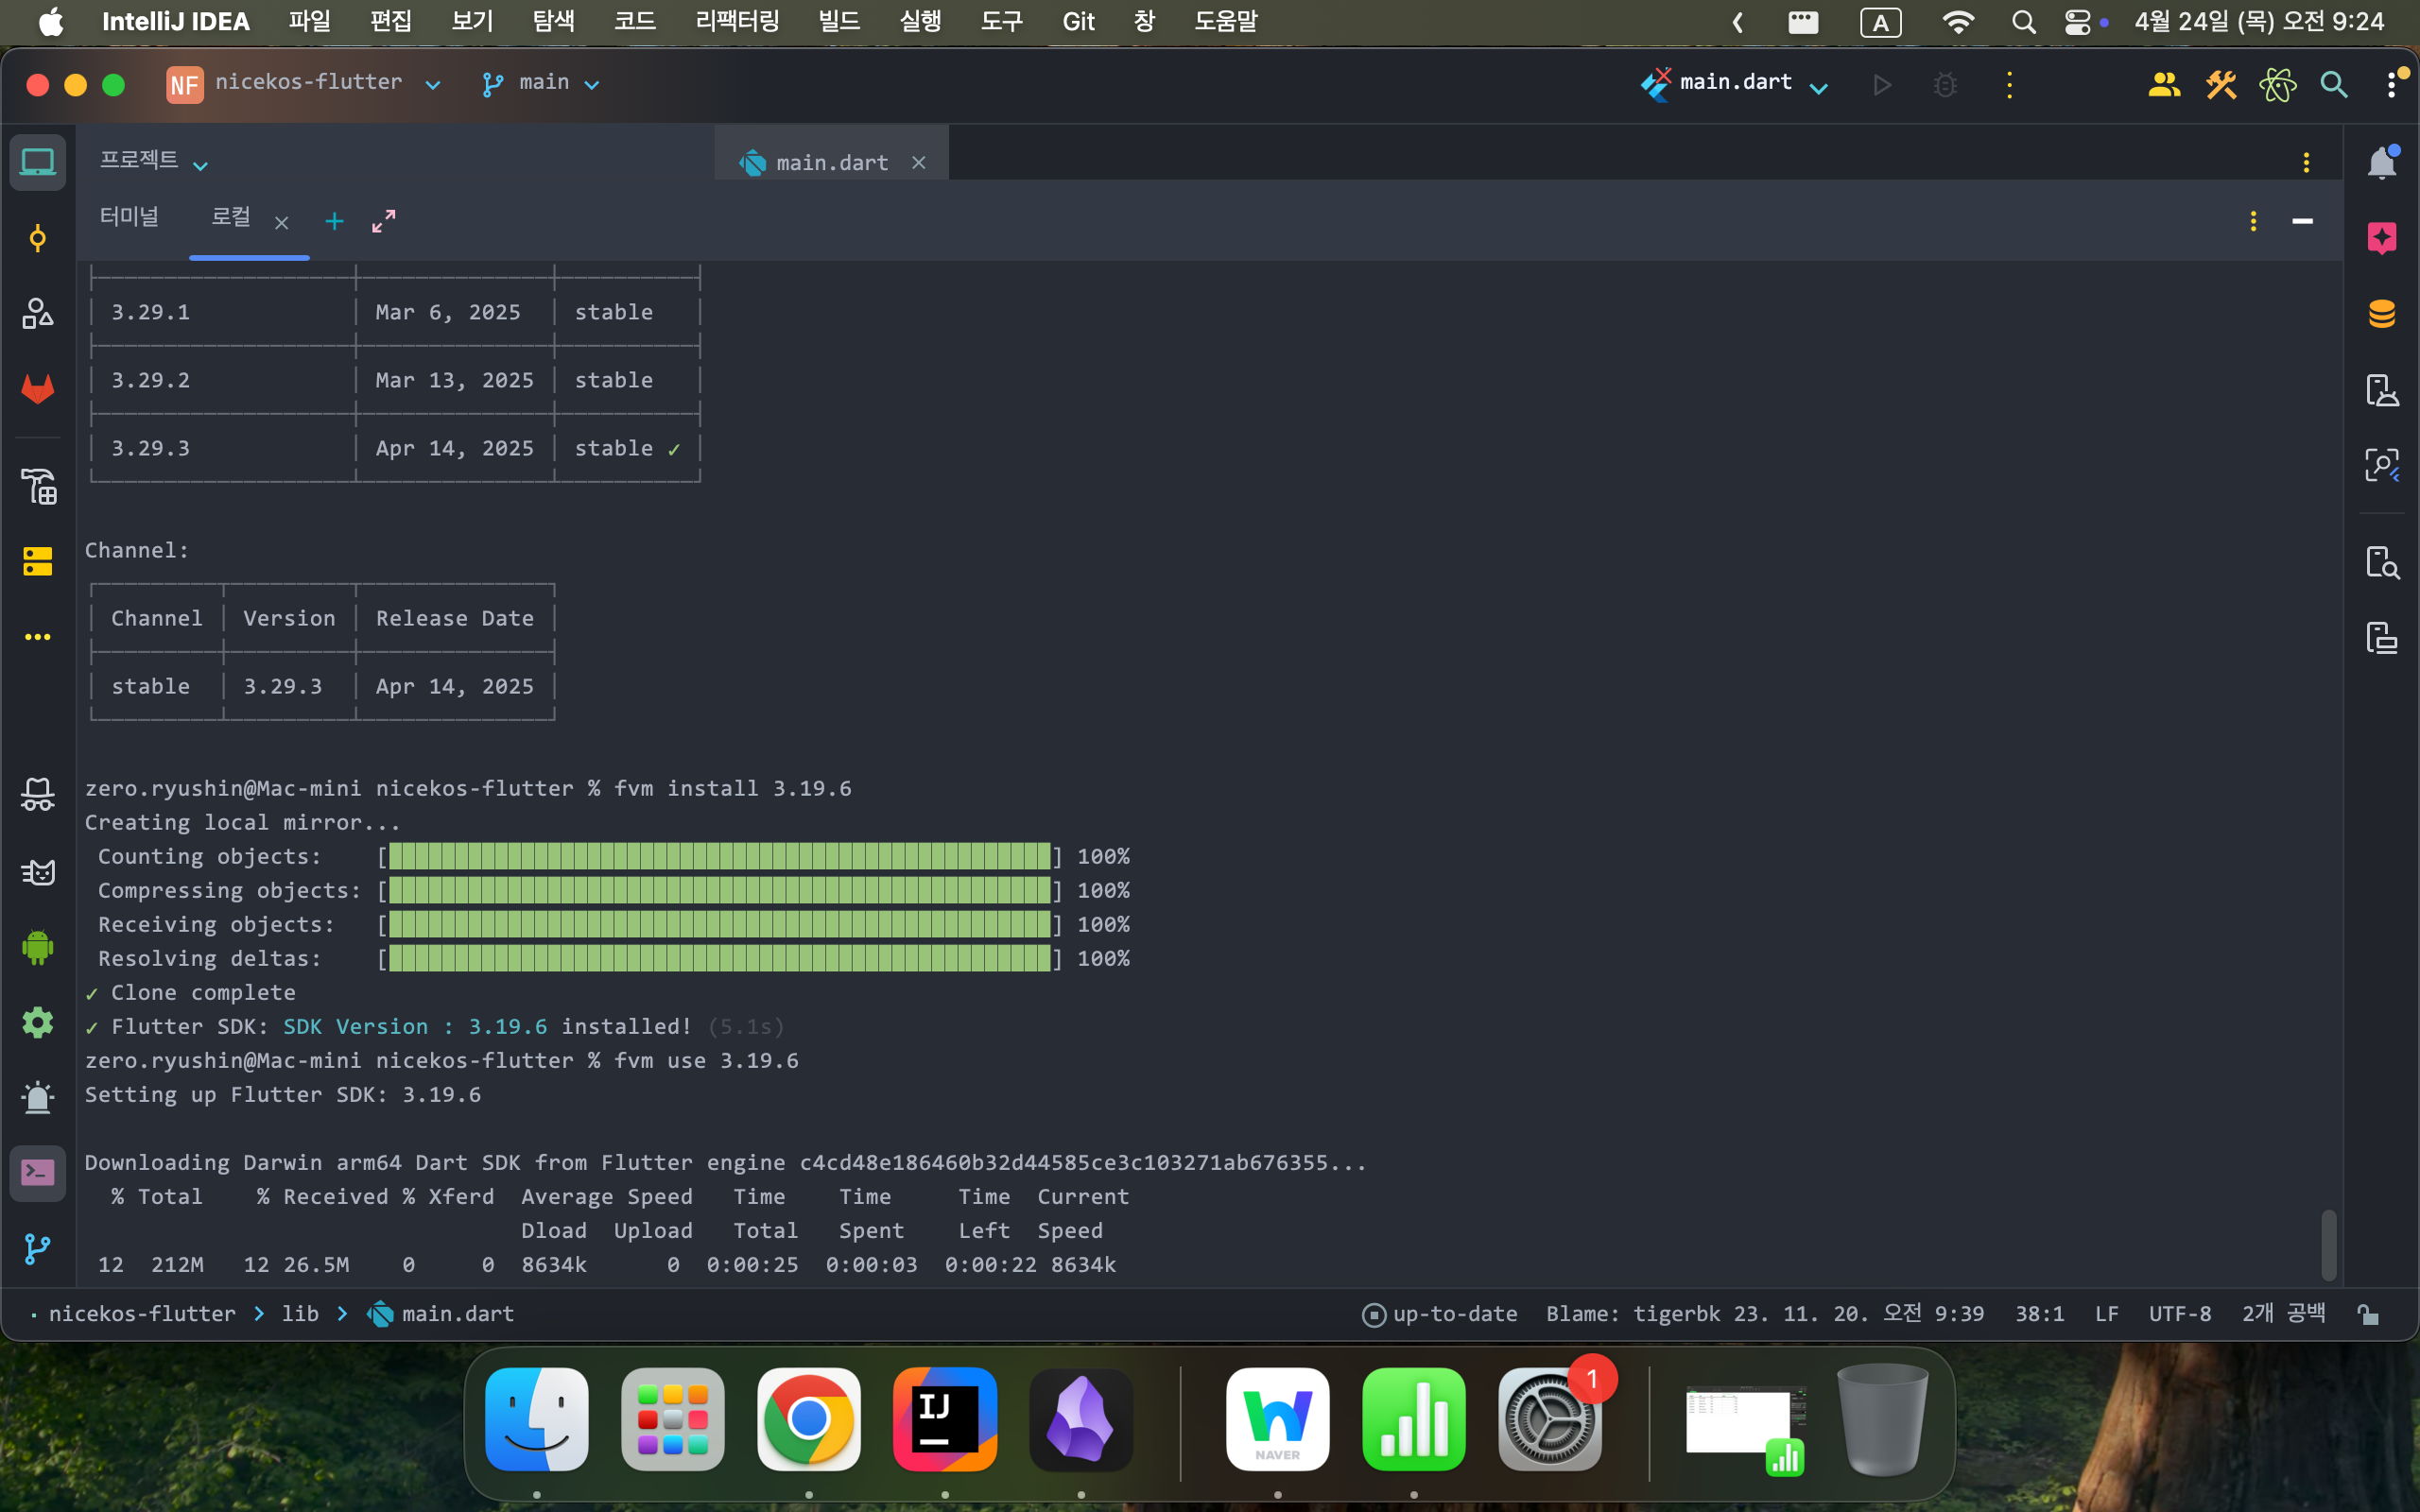 IntelliJ IDEA 파일 편집 보기 탐색 코드 리팩터링 빌드 실행 도구 Git 창 도움말 A 4월 24일 (목) 오전 9:24
NF nicekos-flutter main main.dart
프로젝트 main.dart
터미널 로컬
3.29.1 Mar 6, 2025 stable
3.29.2 Mar 13, 2025 stable
3.29.3 Apr 14, 2025 stable ✓
Channel:
Channel Version Release Date
stable 3.29.3 Apr 14, 2025
zero.ryushin@Mac-mini nicekos-flutter % fvm install 3.19.6
Creating local mirror...
Counting objects: [ ] 100%
Compressing objects: [ ] 100%
Receiving objects: [ ] 100%
Resolving deltas: [ ] 100%
✓ Clone complete
✓ Flutter SDK: SDK Version : 3.19.6 installed! (5.1s)
zero.ryushin@Mac-mini nicekos-flutter % fvm use 3.19.6
Setting up Flutter SDK: 3.19.6
Downloading Darwin arm64 Dart SDK from Flutter engine c4cd48e186460b32d44585ce3c103271ab676355...
% Total % Received % Xferd Average Speed Time Time Time Current
Dload Upload Total Spent Left Speed
12 212M 12 26.5M 0 0 8634k 0 0:00:25 0:00:03 0:00:22 8634k
nicekos-flutter > lib > main.dart up-to-date Blame: tigerbk 23. 11. 20. 오전 9:39 38:1 LF UTF-8 2개 공백
IJ
NAVER
1